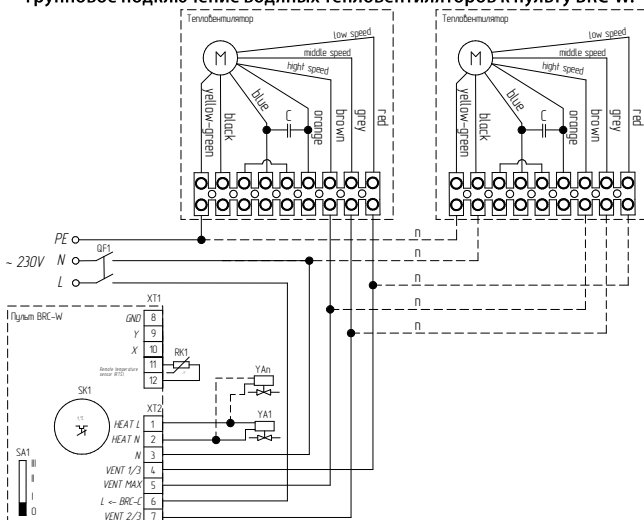 Групповое подключение водяных тепловентиляторов к пульту BRC-W.
Тепловентилятор
Тепловентилятор
low speed
middle speed
hight speed
low speed
middle speed
hight speed
M
M
yellow-green
black
blue
C
orange
brown
grey
red
yellow-green
black
blue
C
orange
brown
grey
red
PE
n
~ 230V
N
QF1
n
L
n
n
n
XT1
Пульт BRC-W
GND 8
Y 9
X 10
11
RK1
Remote temperature
sensor (RTS)
12
YAn
SK1
t°C
XT2
HEAT L 1
YA1
HEAT N 2
SA1
N 3
III
VENT 1/3 4
II
VENT MAX 5
I
L <- BRC-C 6
0
VENT 2/3 7